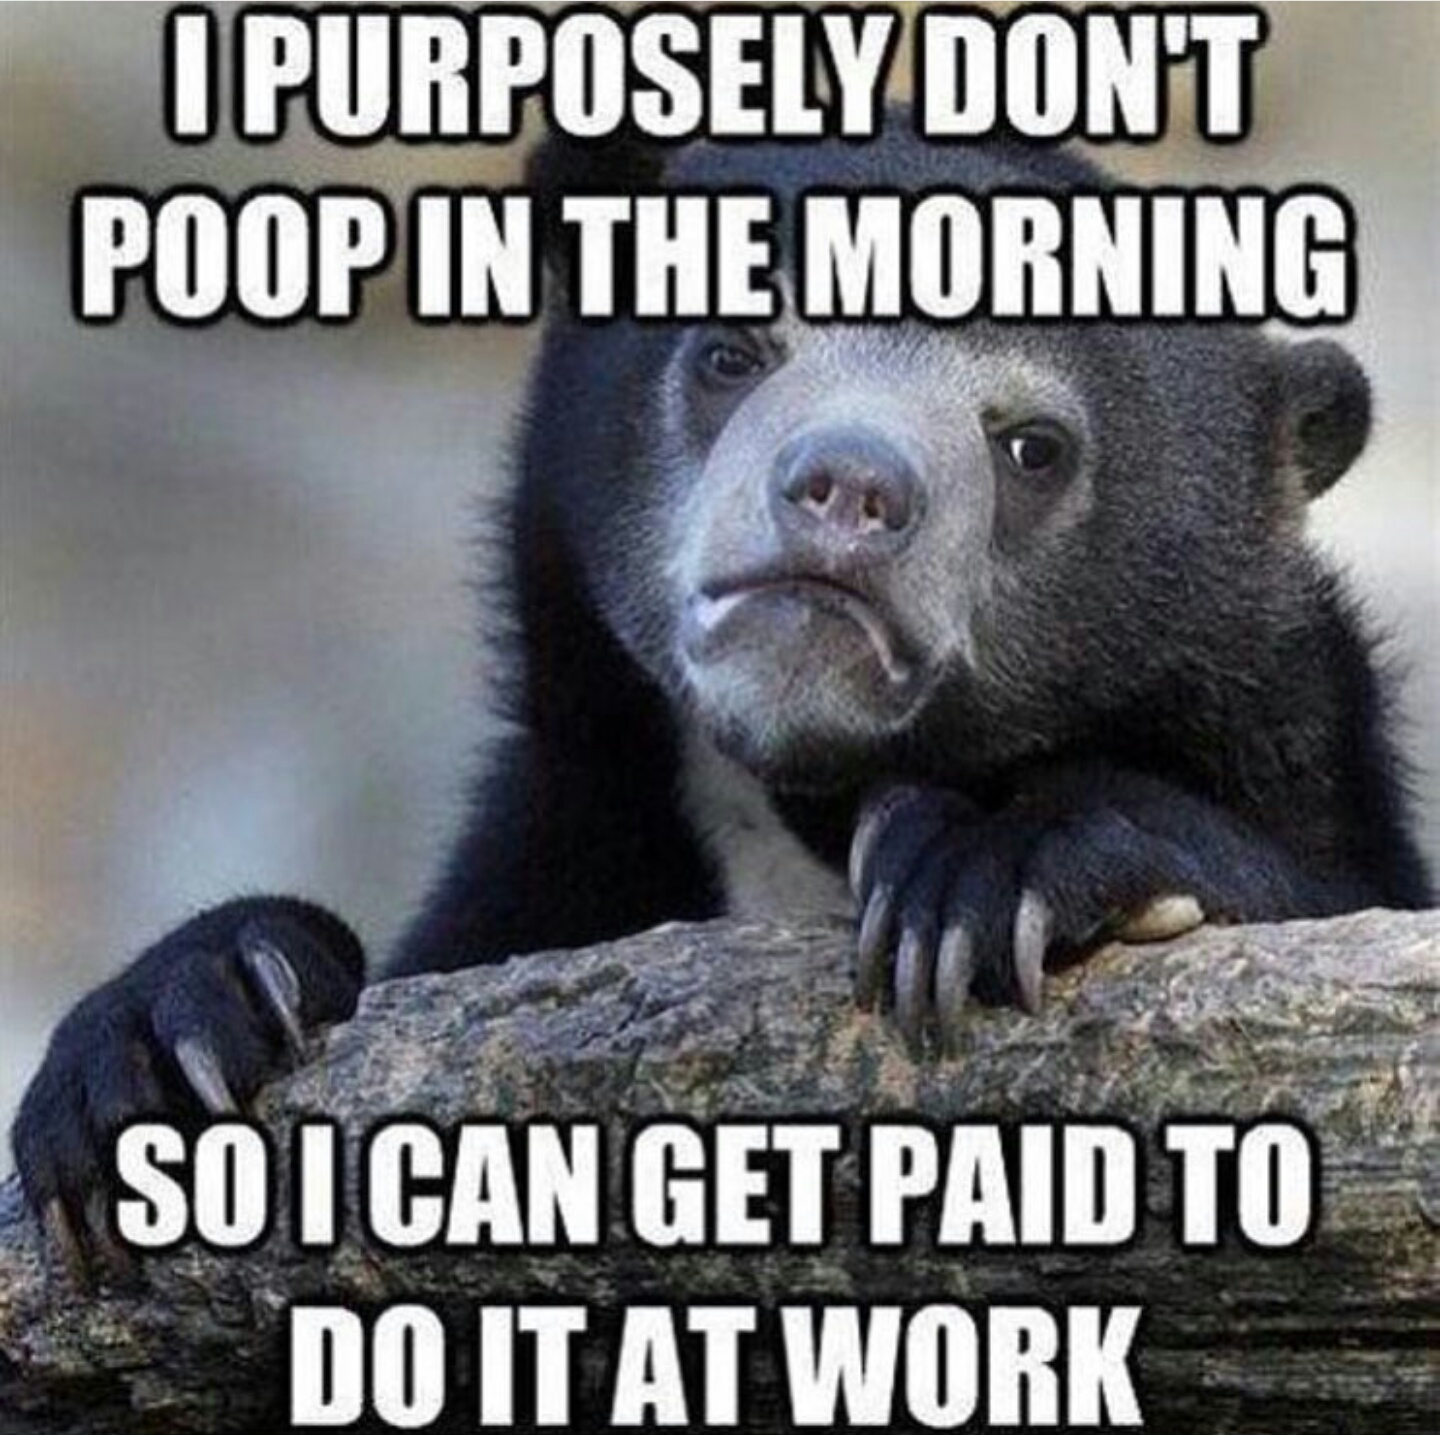 I PURPOSELY DON'T
POOP IN THE MORNING
SO I CAN GET PAID TO
DO IT AT WORK